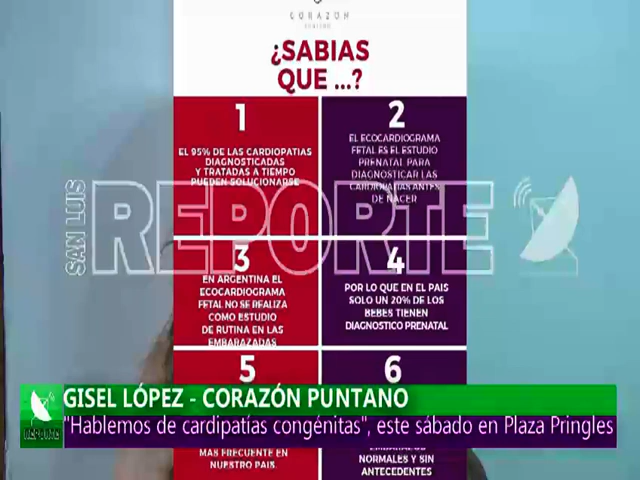 CORAZÓN
PUNTANO
¿SABIAS
QUE ...?
1
EL 95% DE LAS CARDIOPATIAS
DIAGNOSTICADAS
Y TRATADAS A TIEMPO
PUEDEN SOLUCIONARSE
2
EL ECOCARDIOGRAMA
FETAL ES EL ESTUDIO
PRENATAL PARA
DIAGNOSTICAR LAS
CARDIOPATIAS ANTES
DE NACER
SAN LUIS
REPORTE
3
EN ARGENTINA EL
ECOCARDIOGRAMA
FETAL NO SE REALIZA
COMO ESTUDIO
DE RUTINA EN LAS
EMBARAZADAS
4
POR LO QUE EN EL PAIS
SOLO UN 20% DE LOS
BEBES TIENEN
DIAGNOSTICO PRENATAL
5
6
GISEL LÓPEZ - CORAZÓN PUNTANO
"Hablemos de cardipatías congénitas", este sábado en Plaza Pringles
REPORTE
MAS FRECUENTE EN
NUESTRO PAIS.
EMBARAZOS
NORMALES Y SIN
ANTECEDENTES